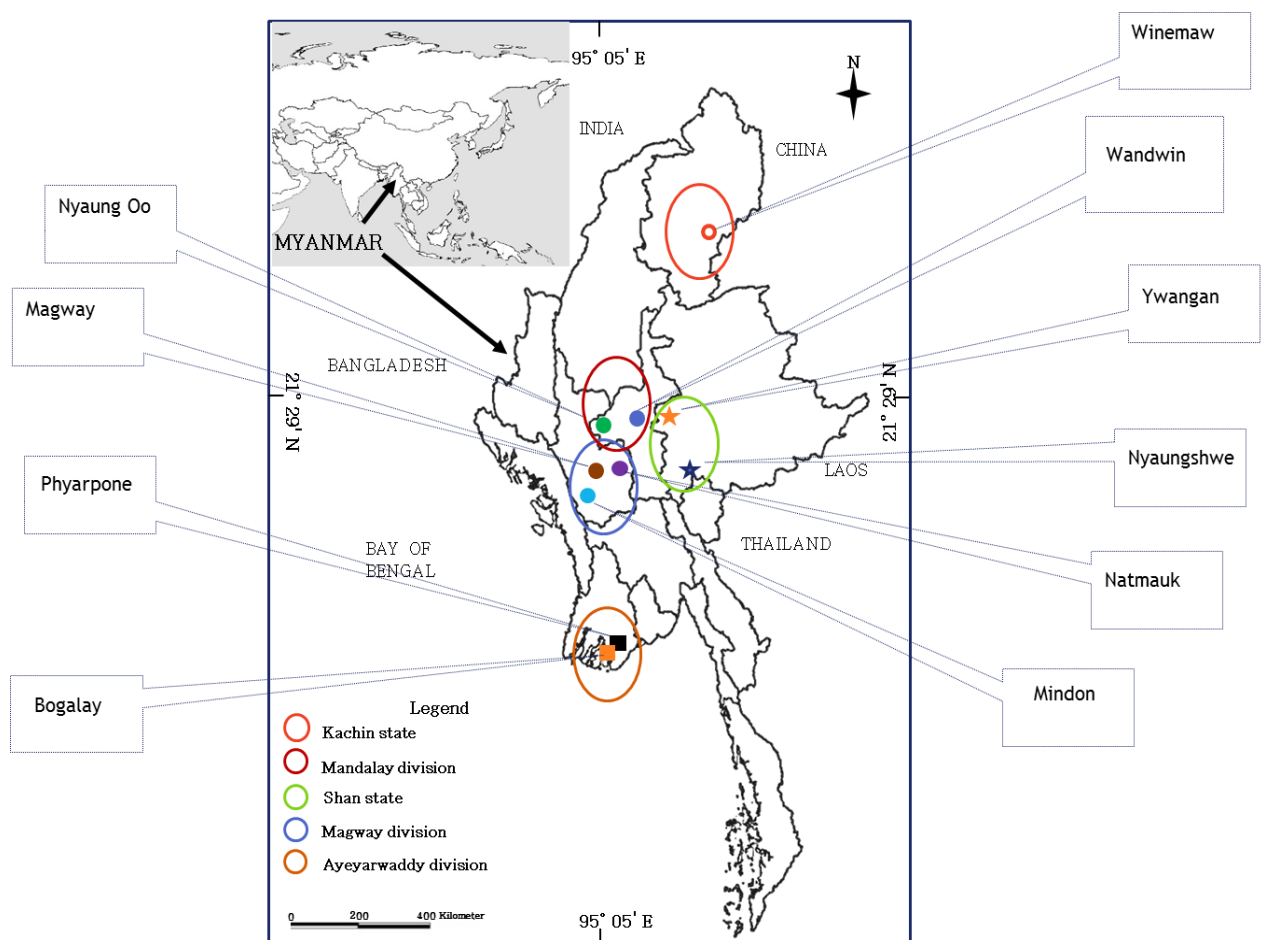 Winemaw
95° 05' E
N
INDIA
CHINA
Wandwin
Nyaung Oo
MYANMAR
Ywangan
Magway
BANGLADESH
21° 29' N
21° 29' N
Nyaungshwe
LAOS
Phyarpone
THAILAND
BAY OF
BENGAL
Natmauk
Mindon
Bogalay
Legend
Kachin state
Mandalay division
Shan state
Magway division
Ayeyarwaddy division
0 200 400 Kilometer
95° 05' E